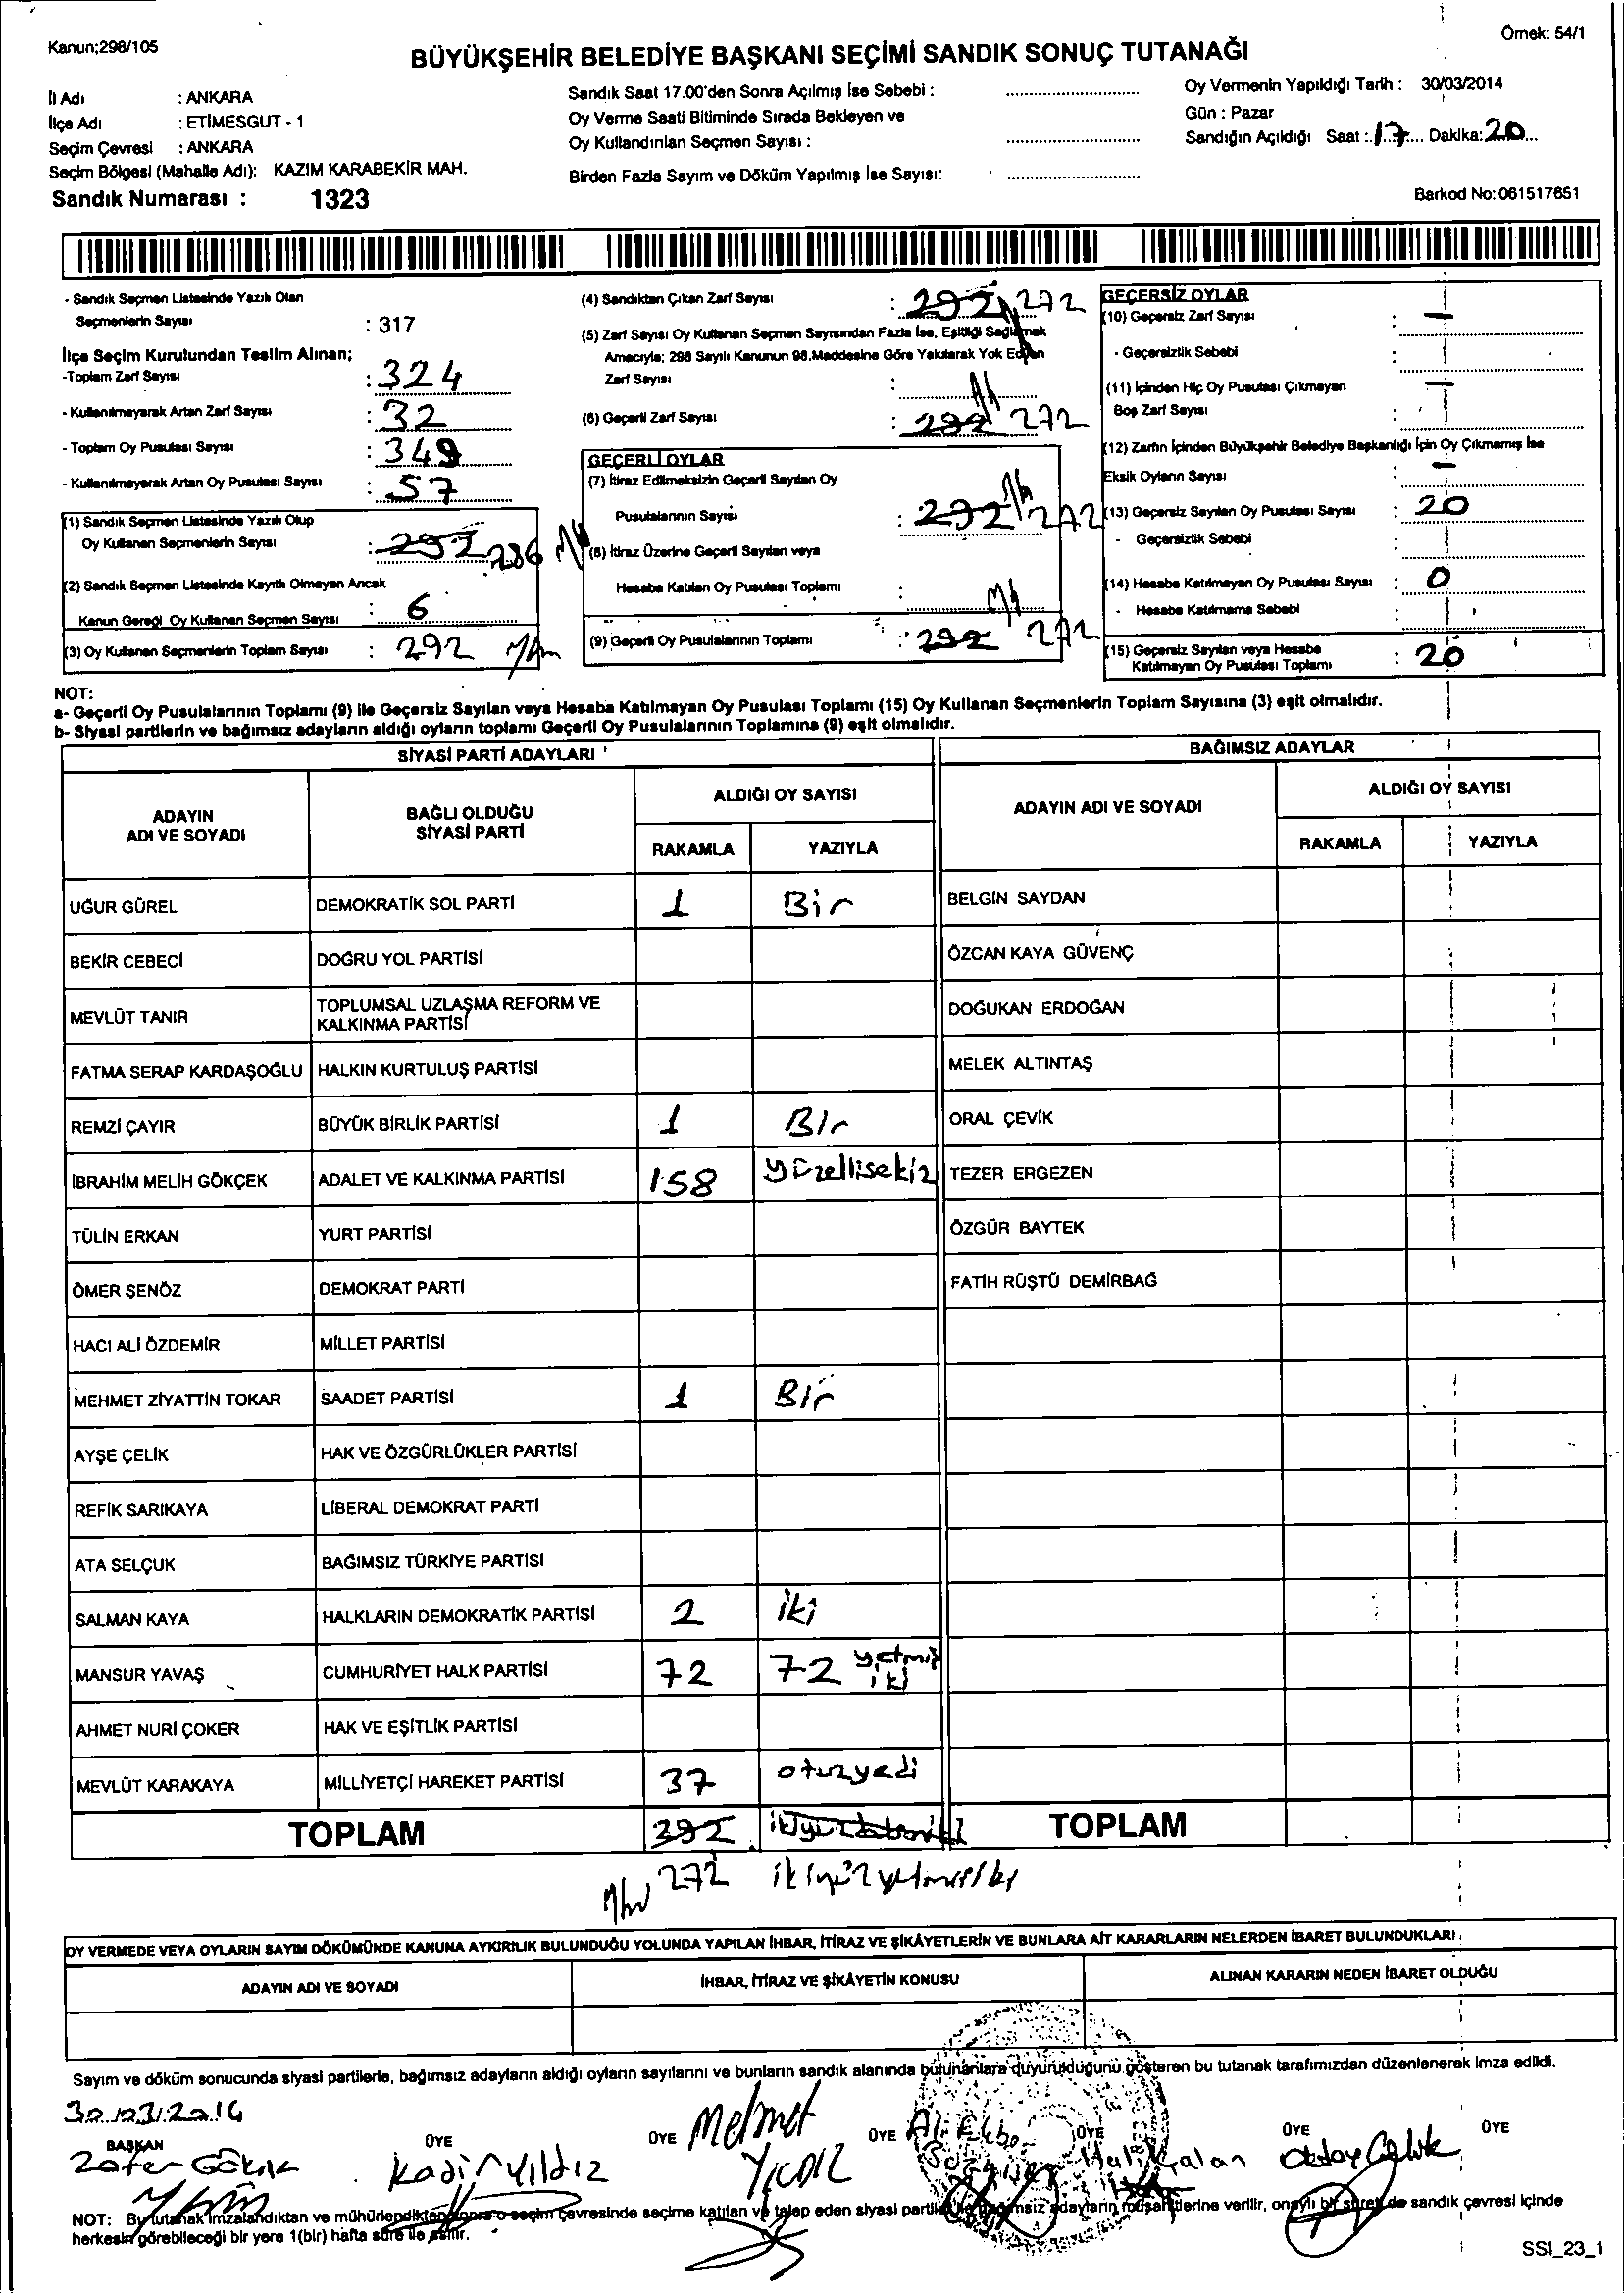 Kanun;298/105
Örnek: 54/1
BÜYÜKŞEHİR BELEDİYE BAŞKANI SEÇİMİ SANDIK SONUÇ TUTANAĞI
İl Adı : ANKARA
İlçe Adı : ETİMESGUT - 1
Seçim Çevresi : ANKARA
Seçim Bölgesi (Mahalle Adı): KAZIM KARABEKİR MAH.
Sandık Numarası : 1323
Sandık Saat 17.00'den Sonra Açılmış İse Sebebi :
Oy Verme Saati Bitiminde Sırada Bekleyen ve
Oy Kullandırılan Seçmen Sayısı :
Birden Fazla Sayım ve Döküm Yapılmış İse Sayısı:
Oy Vermenin Yapıldığı Tarih : 30/03/2014
Gün : Pazar
Sandığın Açıldığı Saat : 17 Dakika: 20
Barkod No: 061517651
- Sandık Seçmen Listesinde Yazılı Olan
Seçmenlerin Sayısı : 317
İlçe Seçim Kurulundan Teslim Alınan;
-Toplam Zarf Sayısı : 324
- Kullanılmayarak Artan Zarf Sayısı : 32
- Toplam Oy Pusulası Sayısı : 349
- Kullanılmayarak Artan Oy Pusulası Sayısı : 57
(1) Sandık Seçmen Listesinde Yazılı Olup
Oy Kullanan Seçmenlerin Sayısı : 292 286
(2) Sandık Seçmen Listesinde Kayıtlı Olmayan Ancak
Kanun Gereği Oy Kullanan Seçmen Sayısı : 6
(3) Oy Kullanan Seçmenlerin Toplam Sayısı : 292
(4) Sandıktan Çıkan Zarf Sayısı : 292 272
(5) Zarf Sayısı Oy Kullanan Seçmen Sayısından Fazla İse, Eşitliği Sağlamak
Amacıyla; 298 Sayılı Kanunun 98.Maddesine Göre Yakılarak Yok Edilen
Zarf Sayısı :
(6) Geçerli Zarf Sayısı : 292 272
GEÇERLİ OYLAR
(7) İtiraz Edilmeksizin Geçerli Sayılan Oy
Pusulalarının Sayısı : 292 272
(8) İtiraz Üzerine Geçerli Sayılan veya
Hesaba Katılan Oy Pusulası Toplamı :
(9) Geçerli Oy Pusulalarının Toplamı : 292 272
GEÇERSİZ OYLAR
(10) Geçersiz Zarf Sayısı : —
- Geçersizlik Sebebi :
(11) İçinden Hiç Oy Pusulası Çıkmayan
Boş Zarf Sayısı : —
(12) Zarfın İçinden Büyükşehir Belediye Başkanlığı İçin Oy Çıkmamış İse
Eksik Oyların Sayısı : —
(13) Geçersiz Sayılan Oy Pusulası Sayısı : 20
- Geçersizlik Sebebi :
(14) Hesaba Katılmayan Oy Pusulası Sayısı : 0
- Hesaba Katılmama Sebebi :
(15) Geçersiz Sayılan veya Hesaba
Katılmayan Oy Pusulası Toplamı : 20
NOT:
a- Geçerli Oy Pusulalarının Toplamı (9) ile Geçersiz Sayılan veya Hesaba Katılmayan Oy Pusulası Toplamı (15) Oy Kullanan Seçmenlerin Toplam Sayısına (3) eşit olmalıdır.
b- Siyasi partilerin ve bağımsız adayların aldığı oyların toplamı Geçerli Oy Pusulalarının Toplamına (9) eşit olmalıdır.
SİYASİ PARTİ ADAYLARI
BAĞIMSIZ ADAYLAR
ADAYIN ADI VE SOYADI
BAĞLI OLDUĞU SİYASİ PARTİ
ALDIĞI OY SAYISI
RAKAMLA YAZIYLA
ADAYIN ADI VE SOYADI
ALDIĞI OY SAYISI
RAKAMLA YAZIYLA
UĞUR GÜREL DEMOKRATİK SOL PARTİ 1 Bir BELGİN SAYDAN
BEKİR CEBECİ DOĞRU YOL PARTİSİ ÖZCAN KAYA GÜVENÇ
MEVLÜT TANIR TOPLUMSAL UZLAŞMA REFORM VE KALKINMA PARTİSİ DOĞUKAN ERDOĞAN
FATMA SERAP KARDAŞOĞLU HALKIN KURTULUŞ PARTİSİ MELEK ALTINTAŞ
REMZİ ÇAYIR BÜYÜK BİRLİK PARTİSİ 1 Bir ORAL ÇEVİK
İBRAHİM MELİH GÖKÇEK ADALET VE KALKINMA PARTİSİ 158 yüzellisekiz TEZER ERGEZEN
TÜLİN ERKAN YURT PARTİSİ ÖZGÜR BAYTEK
ÖMER ŞENÖZ DEMOKRAT PARTİ FATİH RÜŞTÜ DEMİRBAĞ
HACI ALİ ÖZDEMİR MİLLET PARTİSİ
MEHMET ZİYATTİN TOKAR SAADET PARTİSİ 1 Bir
AYŞE ÇELİK HAK VE ÖZGÜRLÜKLER PARTİSİ
REFİK SARIKAYA LİBERAL DEMOKRAT PARTİ
ATA SELÇUK BAĞIMSIZ TÜRKİYE PARTİSİ
SALMAN KAYA HALKLARIN DEMOKRATİK PARTİSİ 2 iki
MANSUR YAVAŞ CUMHURİYET HALK PARTİSİ 72 72 yetmiş iki
AHMET NURİ ÇOKER HAK VE EŞİTLİK PARTİSİ
MEVLÜT KARAKAYA MİLLİYETÇİ HAREKET PARTİSİ 37 otuzyedi
TOPLAM 392 TOPLAM
272 ikiyüzyetmişiki
OY VERMEDE VEYA OYLARIN SAYIM DÖKÜMÜNDE KANUNA AYKIRILIK BULUNDUĞU YOLUNDA YAPILAN İHBAR, İTİRAZ VE ŞİKÂYETLERİN VE BUNLARA AİT KARARLARIN NELERDEN İBARET BULUNDUKLARI
ADAYIN ADI VE SOYADI İHBAR, İTİRAZ VE ŞİKÂYETİN KONUSU ALINAN KARARIN NEDEN İBARET OLDUĞU
Sayım ve döküm sonucunda siyasi partilerle, bağımsız adayların aldığı oyların sayılarını ve bunların sandık alanında bulunanlara duyurulduğunu gösteren bu tutanak tarafımızdan düzenlenerek imza edildi.
30/03/2014
BAŞKAN ÜYE ÜYE ÜYE ÜYE ÜYE ÜYE
Zafer Kadir Yıldız Mehmet YILDIZ Ali Halil Kalan Oktay Çelik
NOT: Bu tutanak imzalandıktan ve mühürlendikten sonra o seçim çevresinde seçime katılan ve talep eden siyasi partiler ile bağımsız adayların müşahitlerine verilir, onaylı bir sureti de sandık çevresi içinde
herkesin görebileceği bir yere 1(bir) hafta süre ile asılır.
SSI_23_1